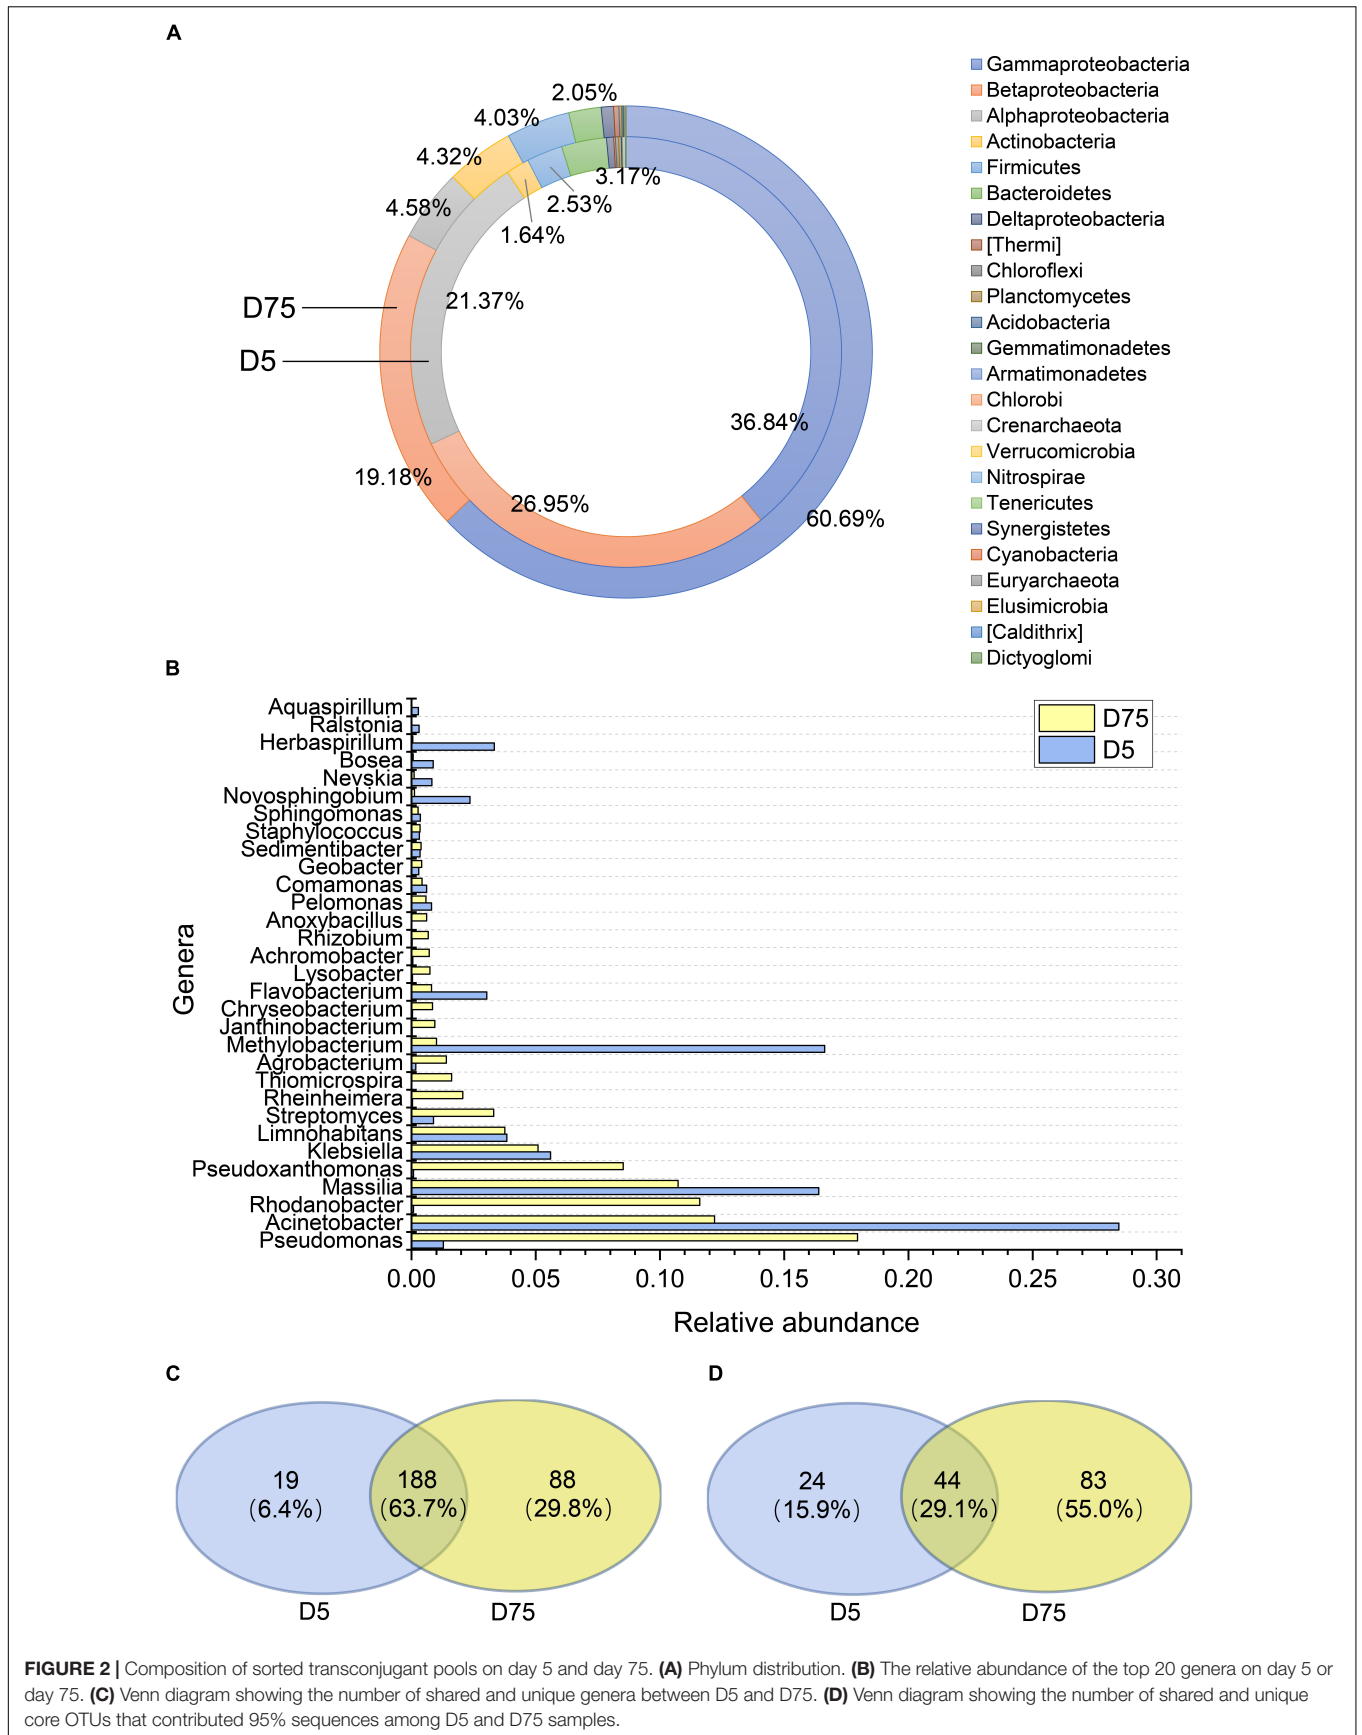 A
2.05%
4.03%
4.32%
4.58%
3.17%
2.53%
1.64%
21.37%
D75
D5
36.84%
19.18%
26.95%
60.69%
Gammaproteobacteria
Betaproteobacteria
Alphaproteobacteria
Actinobacteria
Firmicutes
Bacteroidetes
Deltaproteobacteria
[Thermi]
Chloroflexi
Planctomycetes
Acidobacteria
Gemmatimonadetes
Armatimonadetes
Chlorobi
Crenarchaeota
Verrucomicrobia
Nitrospirae
Tenericutes
Synergistetes
Cyanobacteria
Euryarchaeota
Elusimicrobia
[Caldithrix]
Dictyoglomi
B
Genera
Aquaspirillum
Ralstonia
Herbaspirillum
Bosea
Nevskia
Novosphingobium
Sphingomonas
Staphylococcus
Sedimentibacter
Geobacter
Comamonas
Pelomonas
Anoxybacillus
Rhizobium
Achromobacter
Lysobacter
Flavobacterium
Chryseobacterium
Janthinobacterium
Methylobacterium
Agrobacterium
Thiomicrospira
Rheinheimera
Streptomyces
Limnohabitans
Klebsiella
Pseudoxanthomonas
Massilia
Rhodanobacter
Acinetobacter
Pseudomonas
D75
D5
0.00 0.05 0.10 0.15 0.20 0.25 0.30
Relative abundance
C
19
(6.4%)
188
(63.7%)
88
(29.8%)
D5
D75
D
24
(15.9%)
44
(29.1%)
83
(55.0%)
D5
D75
FIGURE 2 | Composition of sorted transconjugant pools on day 5 and day 75. (A) Phylum distribution. (B) The relative abundance of the top 20 genera on day 5 or
day 75. (C) Venn diagram showing the number of shared and unique genera between D5 and D75. (D) Venn diagram showing the number of shared and unique
core OTUs that contributed 95% sequences among D5 and D75 samples.